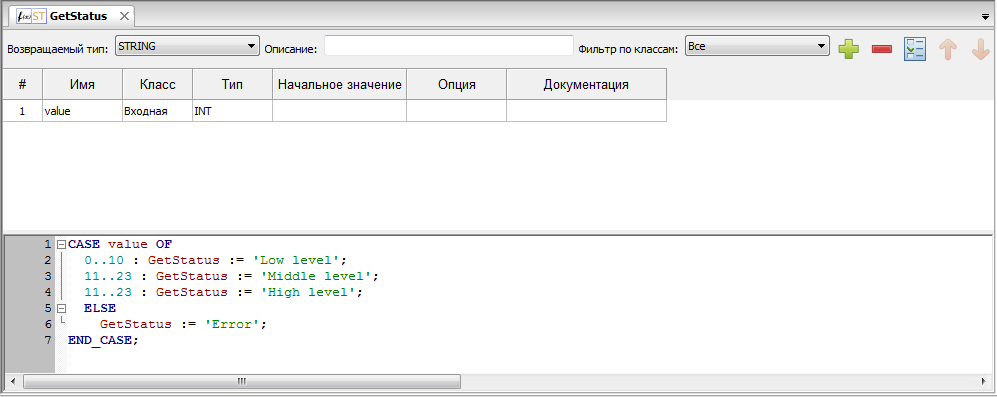 f(x) ST GetStatus
Возвращаемый тип: STRING Описание: Фильтр по классам: Все
# Имя Класс Тип Начальное значение Опция Документация
1 value Входная INT
1 CASE value OF
2 0..10 : GetStatus := 'Low level';
3 11..23 : GetStatus := 'Middle level';
4 11..23 : GetStatus := 'High level';
5 ELSE
6 GetStatus := 'Error';
7 END_CASE;